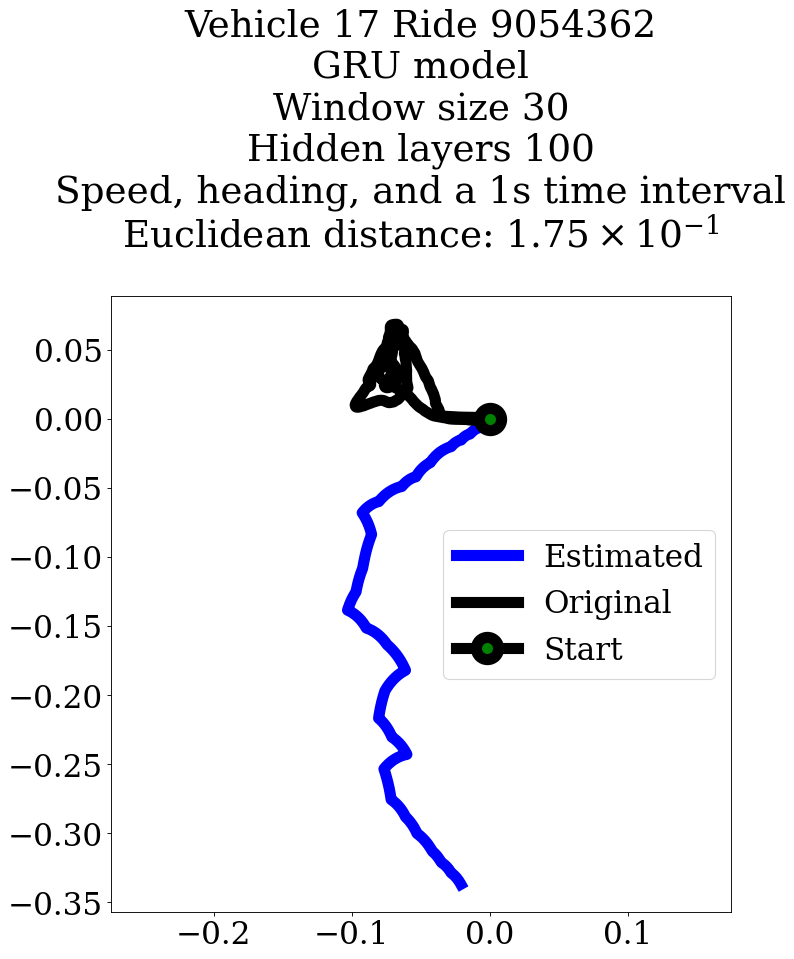 Vehicle 17 Ride 9054362
GRU model
Window size 30
Hidden layers 100
Speed, heading, and a 1s time interval
Euclidean distance: 1.75 × 10⁻¹
0.05
0.00
−0.05
−0.10
−0.15
−0.20
−0.25
−0.30
−0.35
Estimated
Original
Start
−0.2 −0.1 0.0 0.1